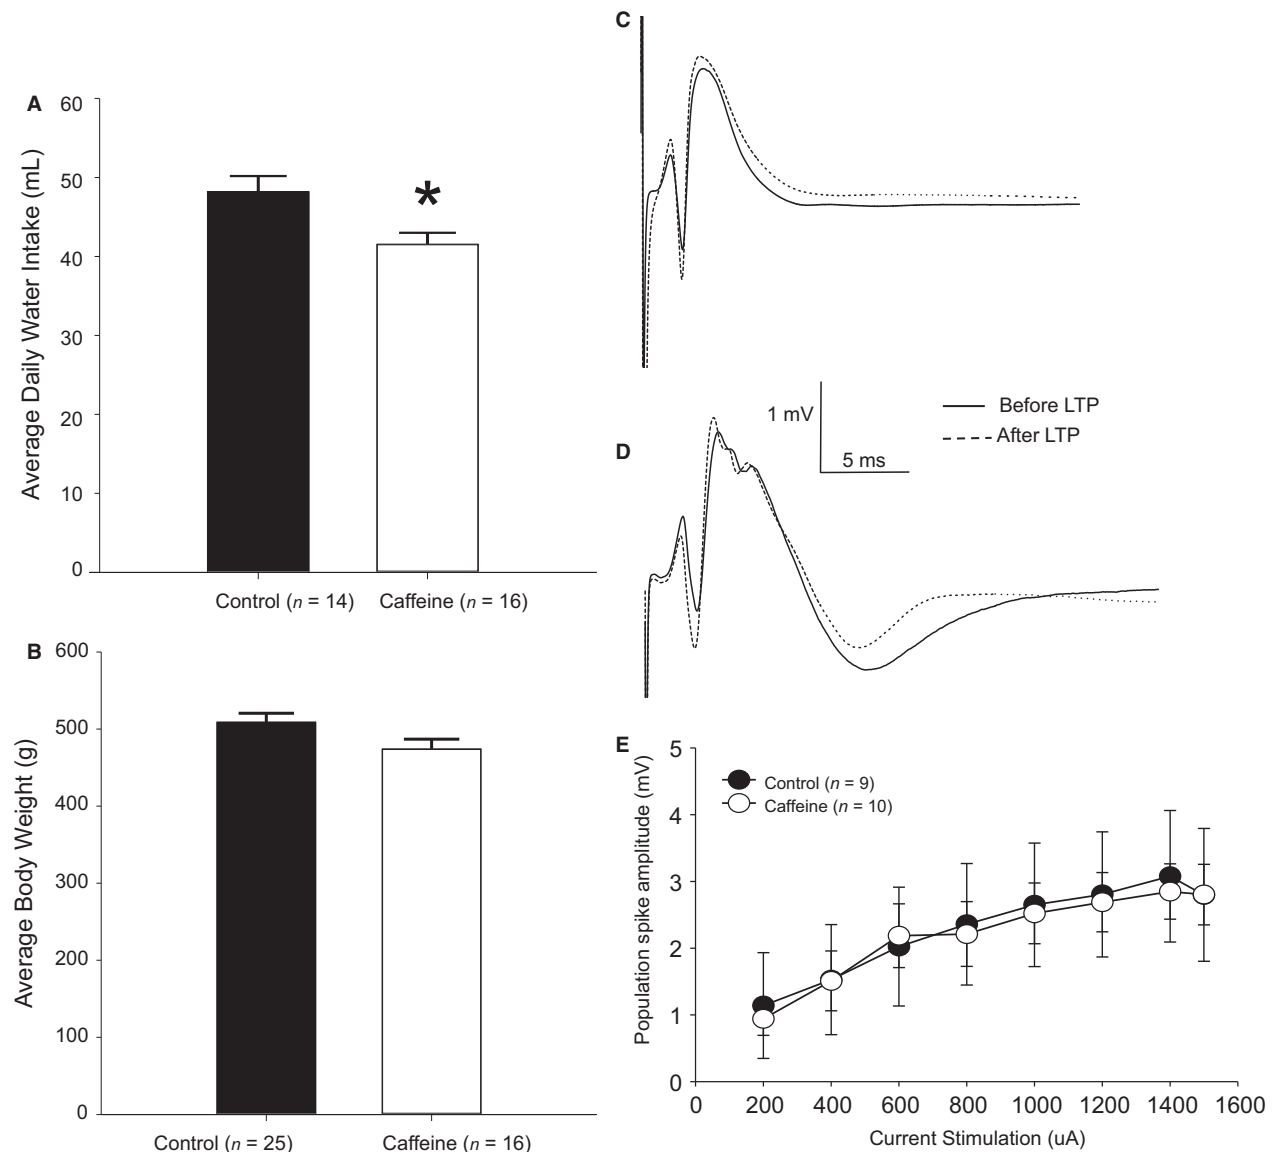 A
Average Daily Water Intake (mL)
60
50
40
30
20
10
0
*
Control (n = 14) Caffeine (n = 16)
B
Average Body Weight (g)
600
500
400
300
200
100
0
Control (n = 25) Caffeine (n = 16)
C
1 mV
5 ms
Before LTP
After LTP
D
E
Population spike amplitude (mV)
5
4
3
2
1
0
Control (n = 9)
Caffeine (n = 10)
0 200 400 600 800 1000 1200 1400 1600
Current Stimulation (uA)